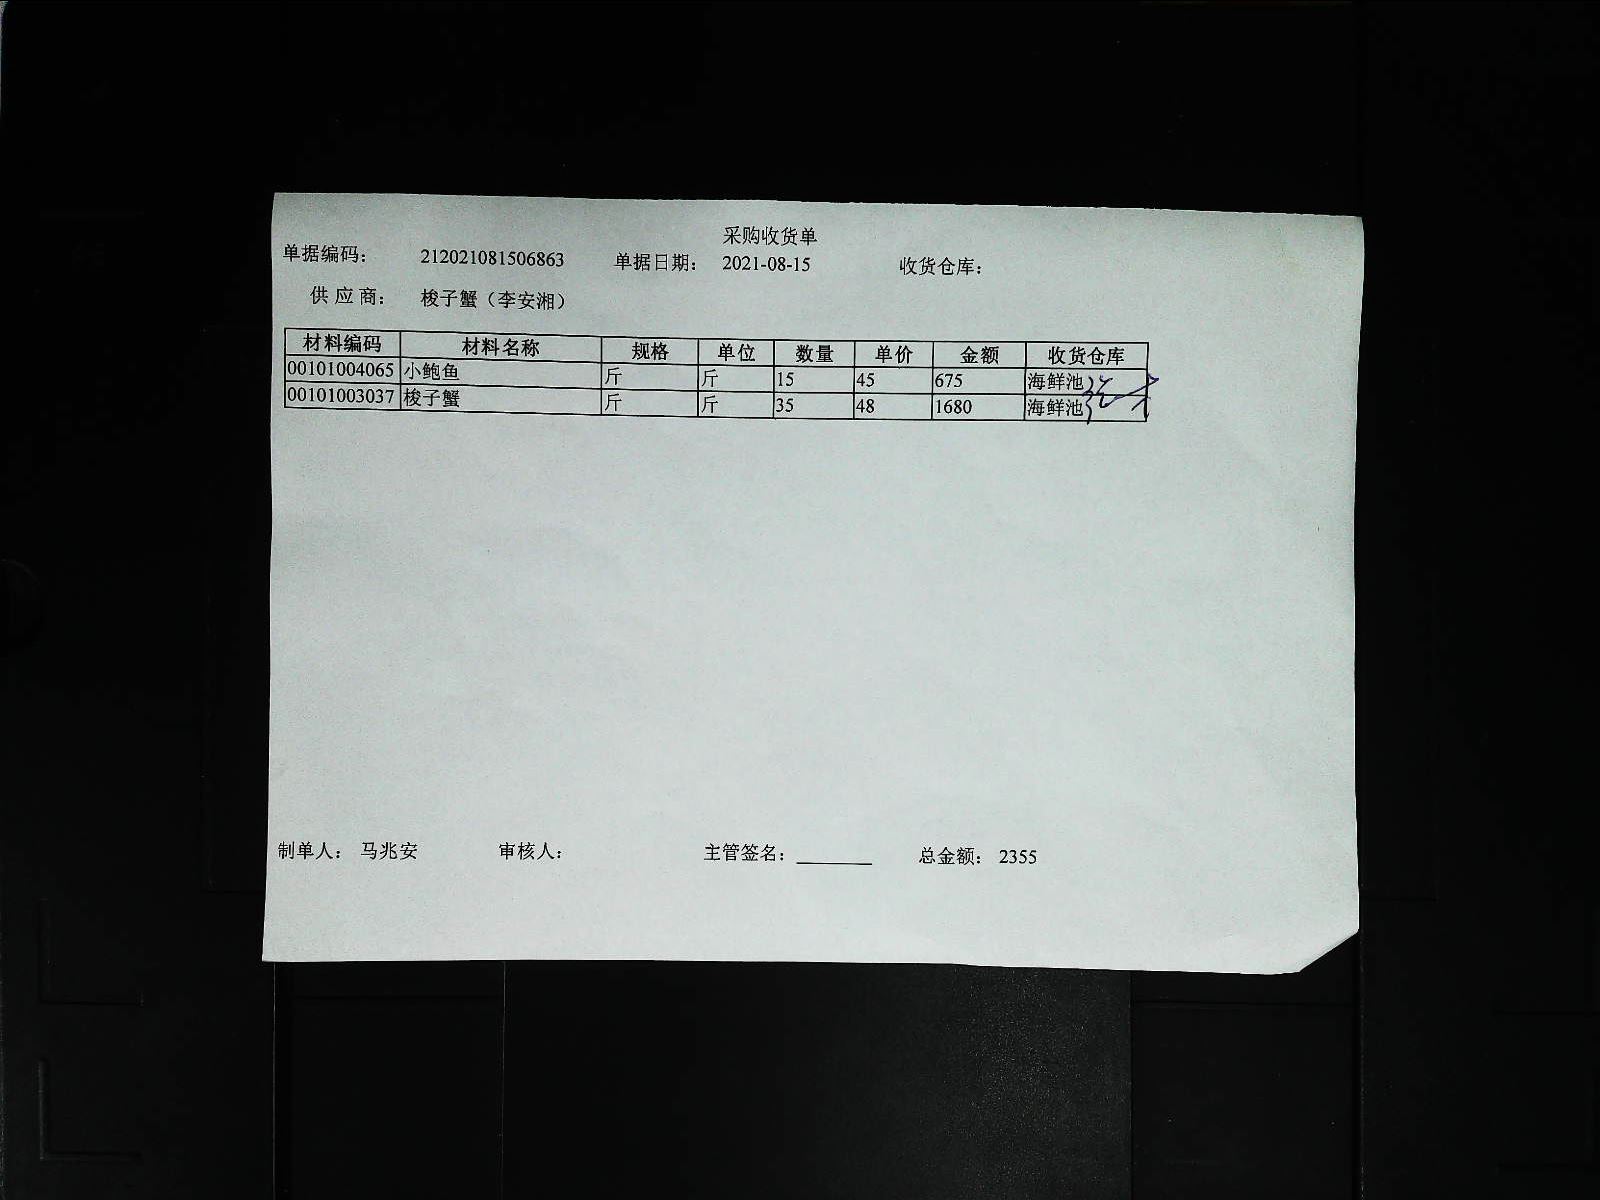 采购收货单
单据编码： 212021081506863 单据日期： 2021-08-15 收货仓库：
供应商： 梭子蟹（李安湘）
材料编码 材料名称 规格 单位 数量 单价 金额 收货仓库
00101004065 小鲍鱼 斤 斤 15 45 675 海鲜池
00101003037 梭子蟹 斤 斤 35 48 1680 海鲜池
制单人： 马兆安 审核人： 主管签名：________ 总金额： 2355